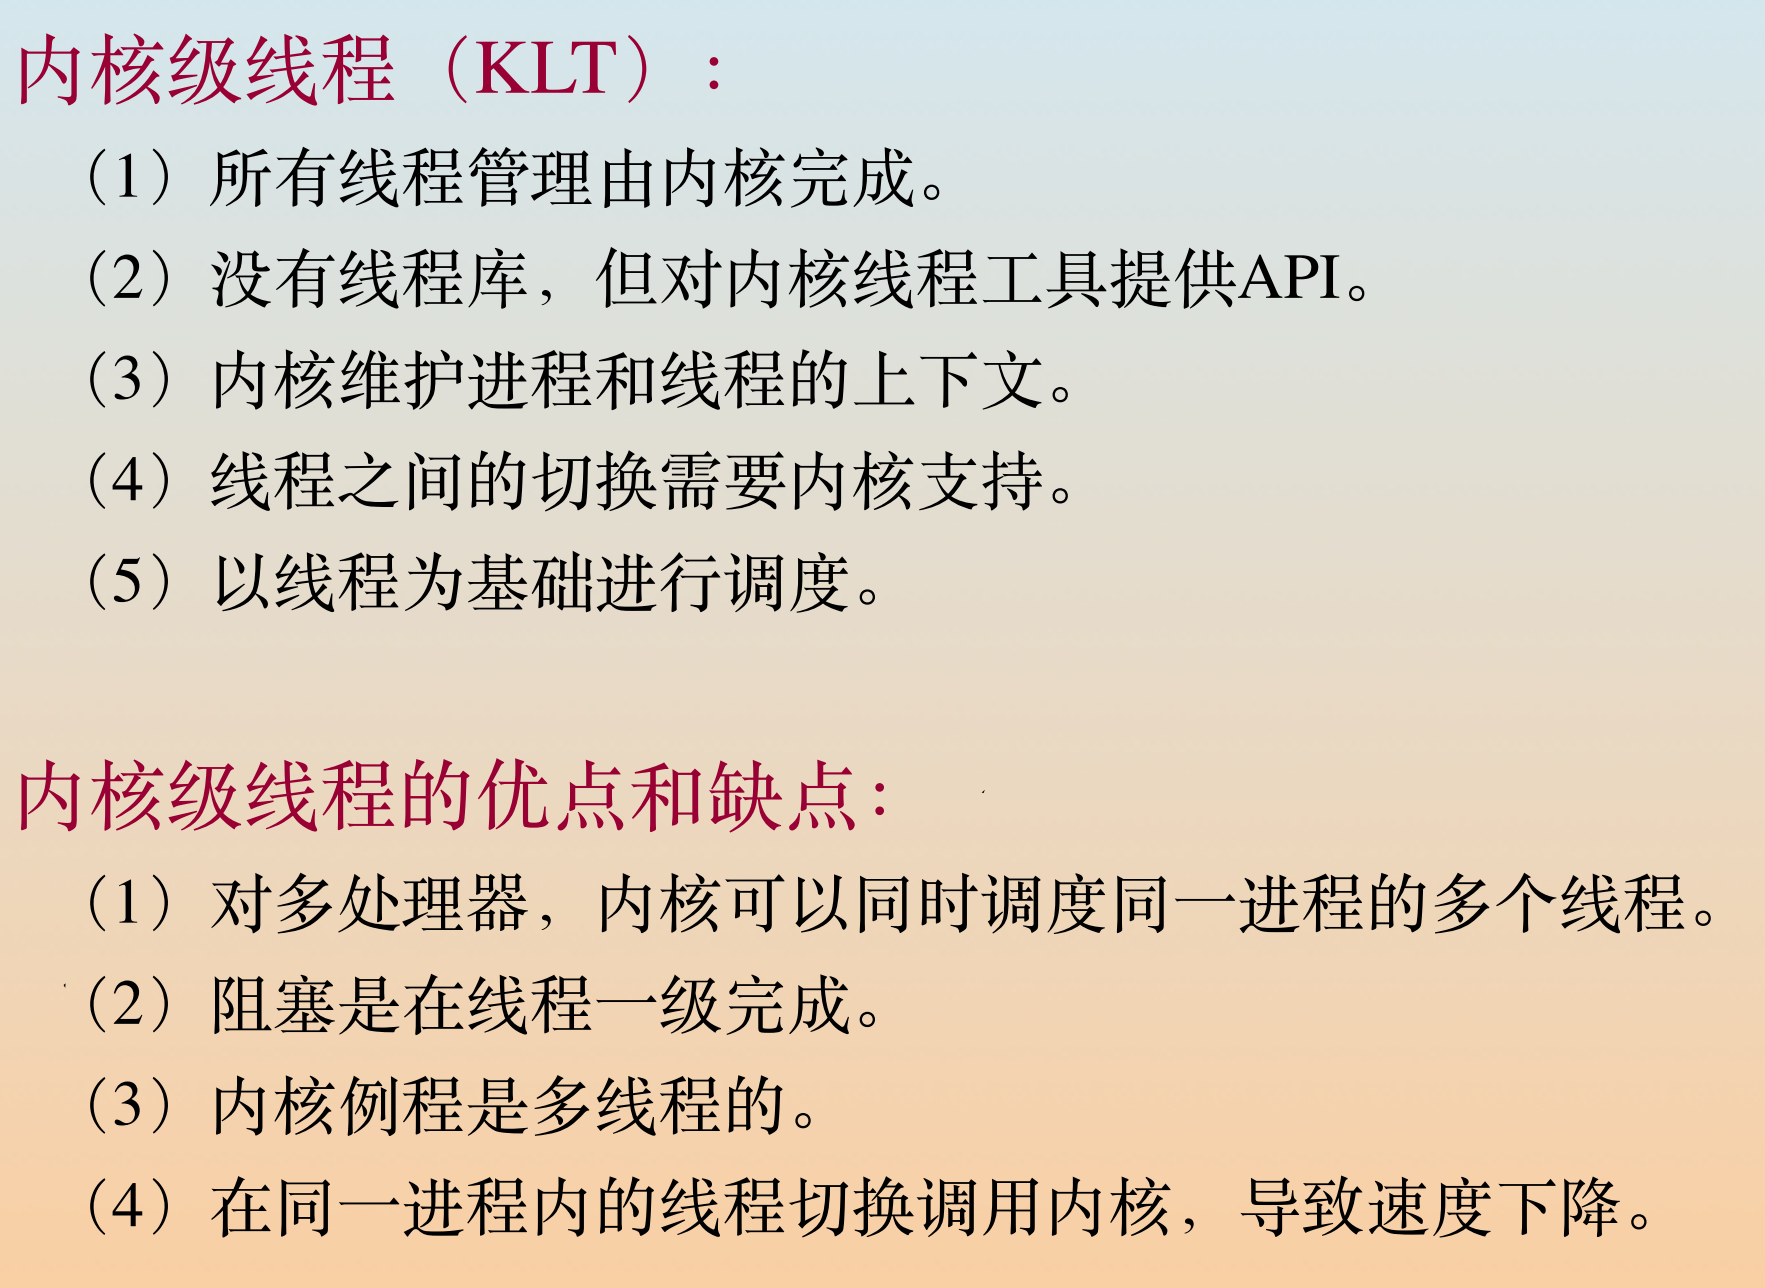 内核级线程（KLT）：
（1）所有线程管理由内核完成。
（2）没有线程库，但对内核线程工具提供API。
（3）内核维护进程和线程的上下文。
（4）线程之间的切换需要内核支持。
（5）以线程为基础进行调度。
内核级线程的优点和缺点：
（1）对多处理器，内核可以同时调度同一进程的多个线程。
（2）阻塞是在线程一级完成。
（3）内核例程是多线程的。
（4）在同一进程内的线程切换调用内核，导致速度下降。